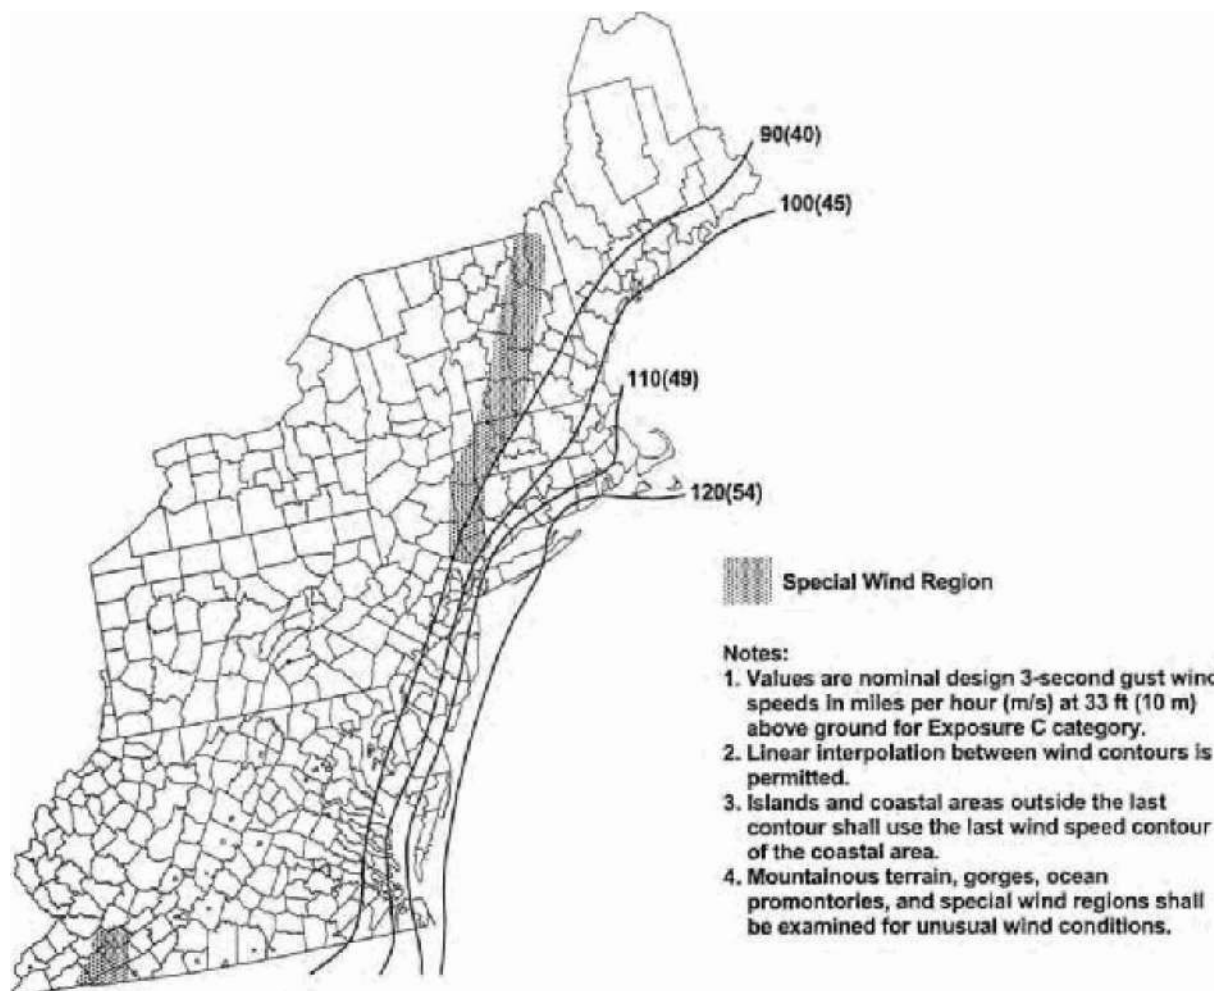 90(40)
100(45)
110(49)
120(54)
Special Wind Region
Notes:
1. Values are nominal design 3-second gust wind
speeds in miles per hour (m/s) at 33 ft (10 m)
above ground for Exposure C category.
2. Linear interpolation between wind contours is
permitted.
3. Islands and coastal areas outside the last
contour shall use the last wind speed contour
of the coastal area.
4. Mountainous terrain, gorges, ocean
promontories, and special wind regions shall
be examined for unusual wind conditions.